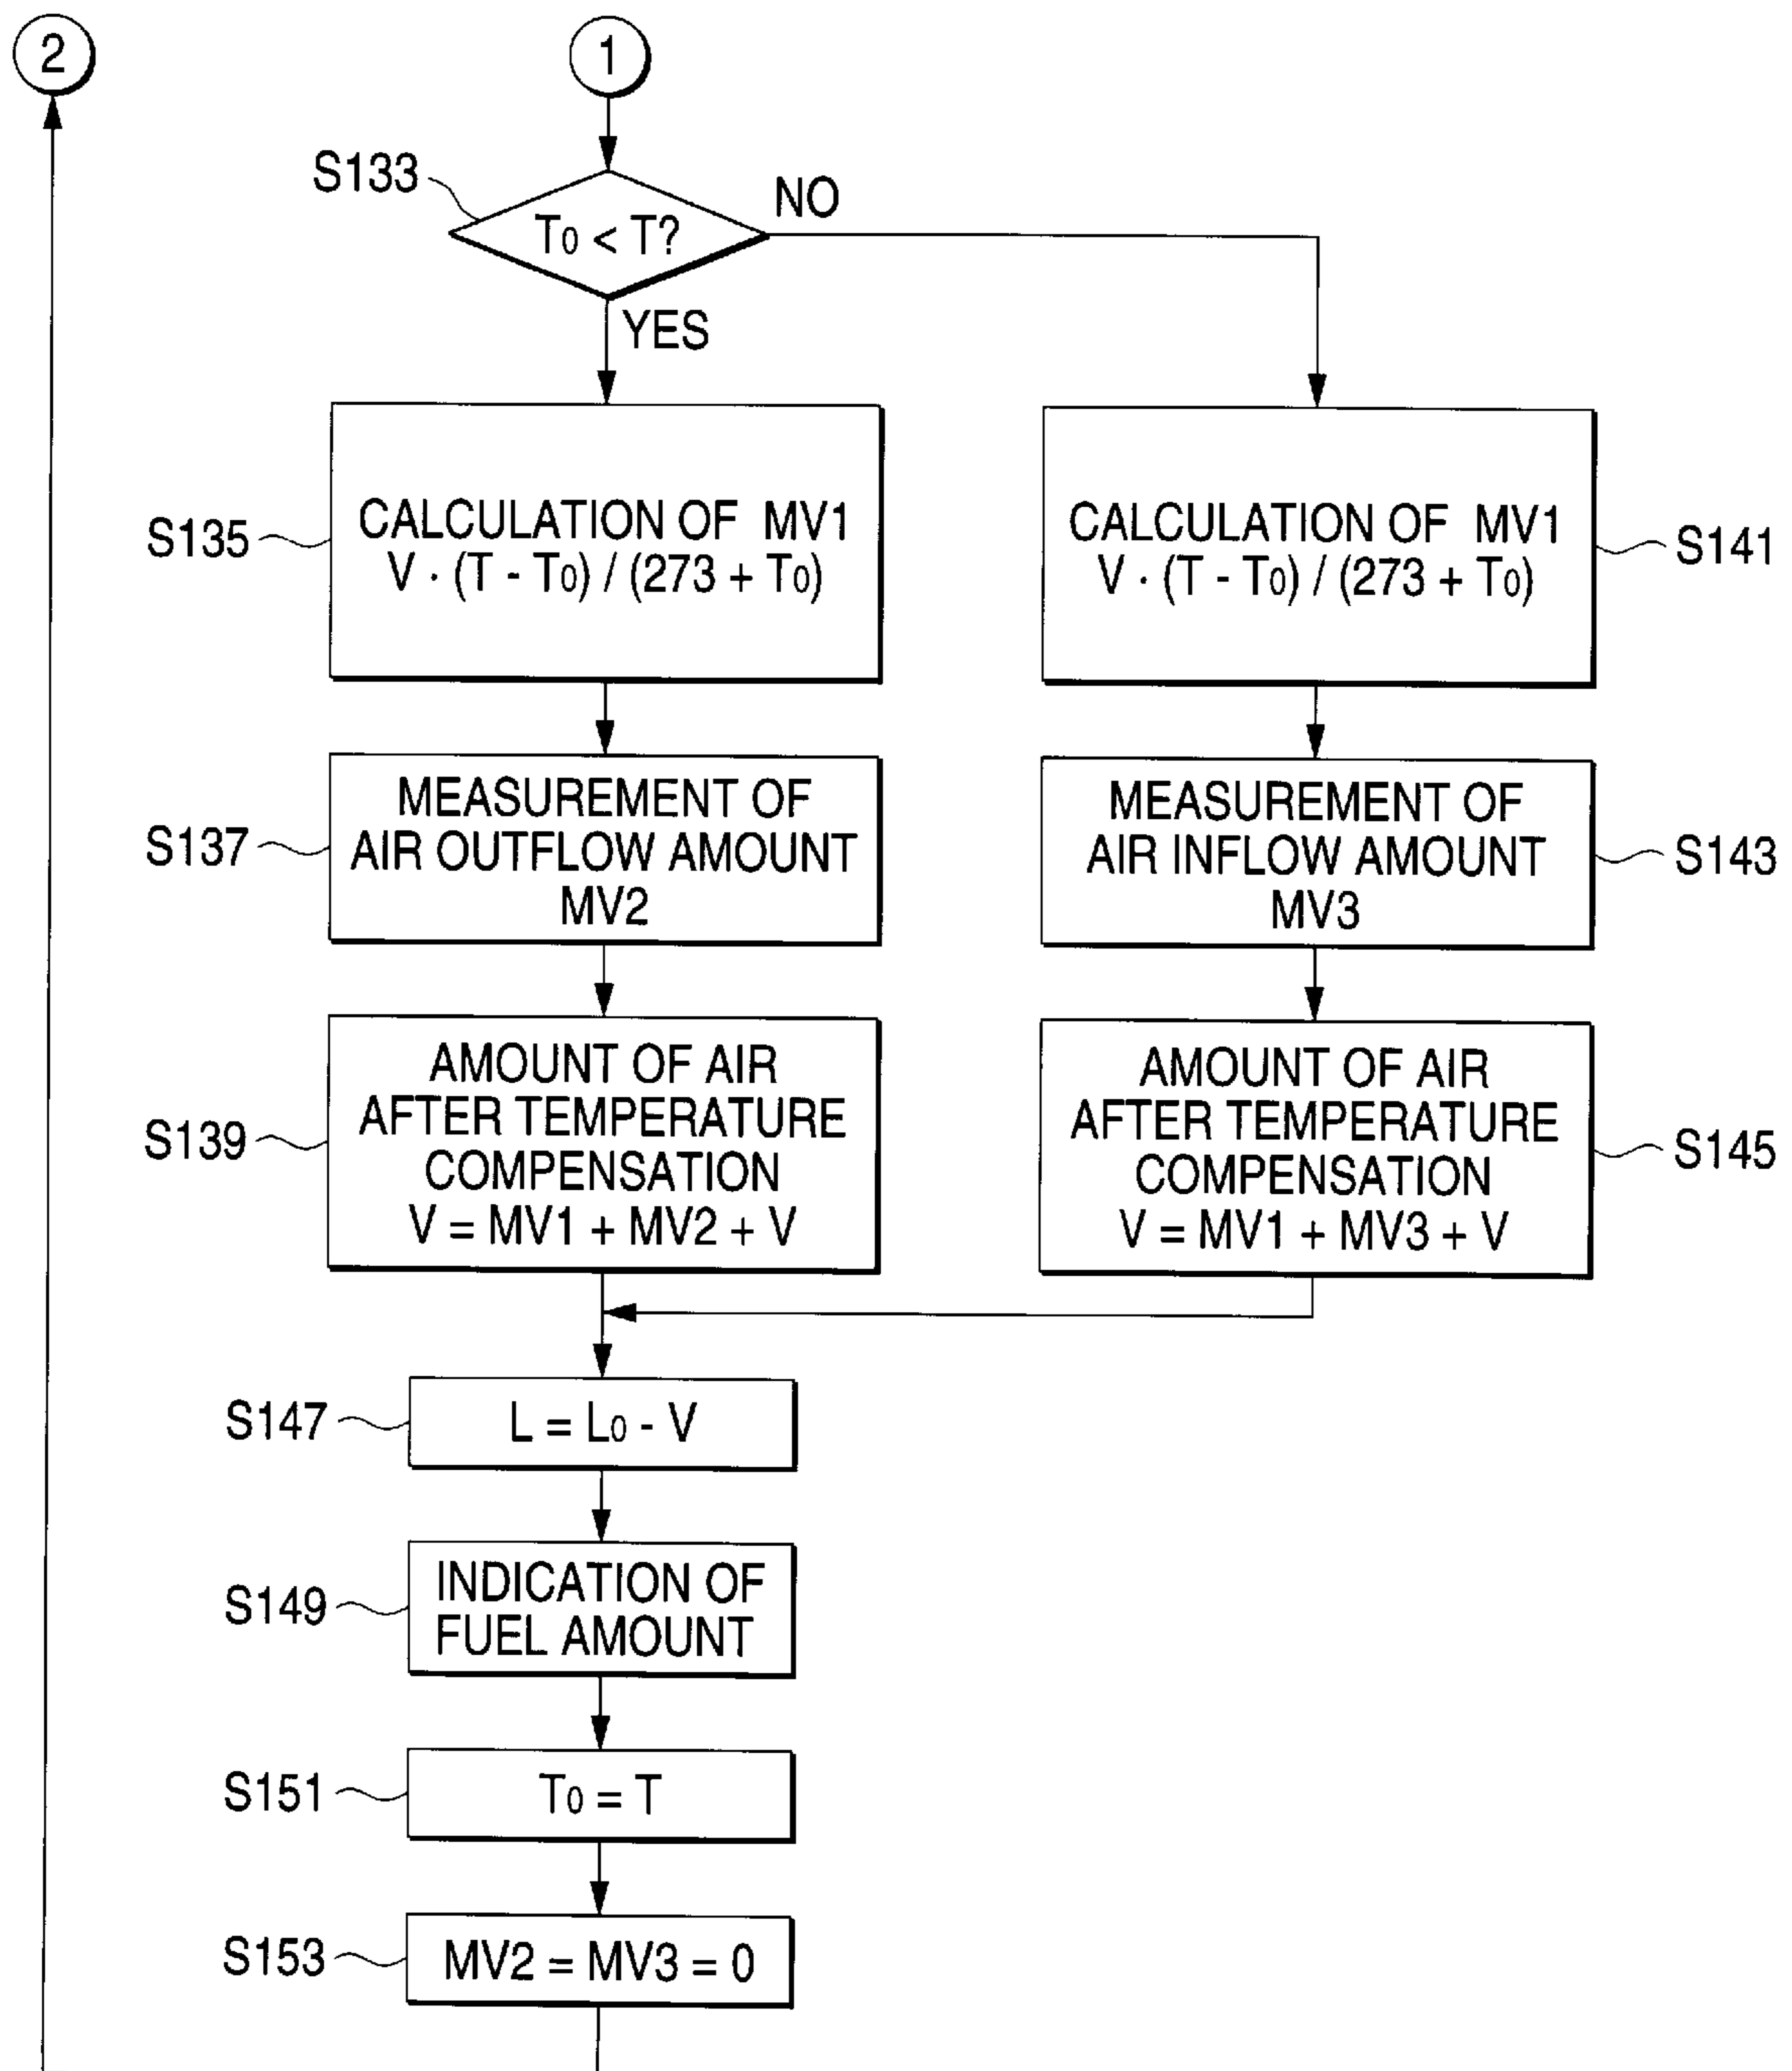 2
1
S133
T0 < T?
NO
YES
S135
CALCULATION OF MV1
V · (T - T0) / (273 + T0)
CALCULATION OF MV1
V · (T - T0) / (273 + T0)
S141
S137
MEASUREMENT OF
AIR OUTFLOW AMOUNT
MV2
MEASUREMENT OF
AIR INFLOW AMOUNT
MV3
S143
S139
AMOUNT OF AIR
AFTER TEMPERATURE
COMPENSATION
V = MV1 + MV2 + V
AMOUNT OF AIR
AFTER TEMPERATURE
COMPENSATION
V = MV1 + MV3 + V
S145
S147
L = L0 - V
S149
INDICATION OF
FUEL AMOUNT
S151
T0 = T
S153
MV2 = MV3 = 0